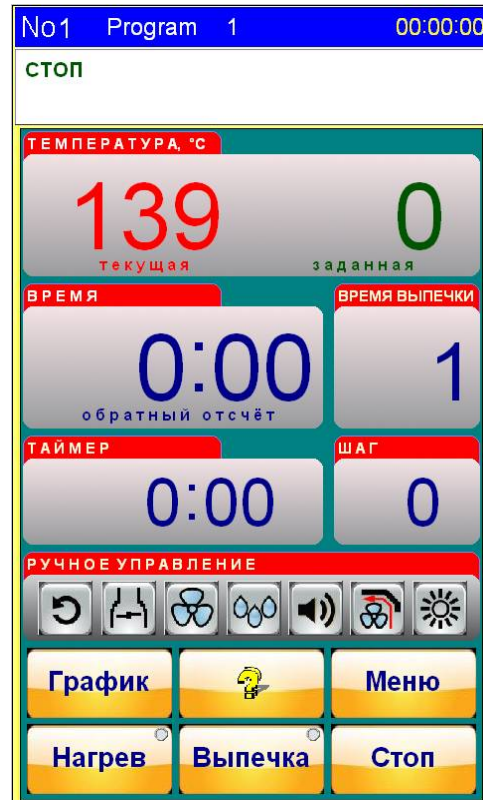 No1 Program 1 00:00:00
СТОП
ТЕМПЕРАТУРА, °С
139 0
текущая заданная
ВРЕМЯ ВРЕМЯ ВЫПЕЧКИ
0:00 1
обратный отсчёт
ТАЙМЕР ШАГ
0:00 0
РУЧНОЕ УПРАВЛЕНИЕ
График ? Меню
Нагрев Выпечка Стоп